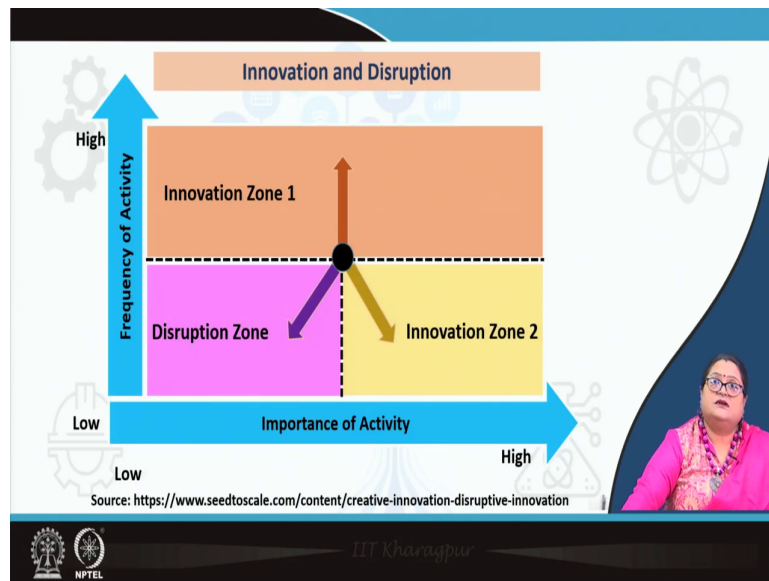 Innovation and Disruption
High
Frequency of Activity
Innovation Zone 1
Disruption Zone
Innovation Zone 2
Low
Importance of Activity
High
Low
Source: https://www.seedtoscale.com/content/creative-innovation-disruptive-innovation
NPTEL
IIT Kharagpur